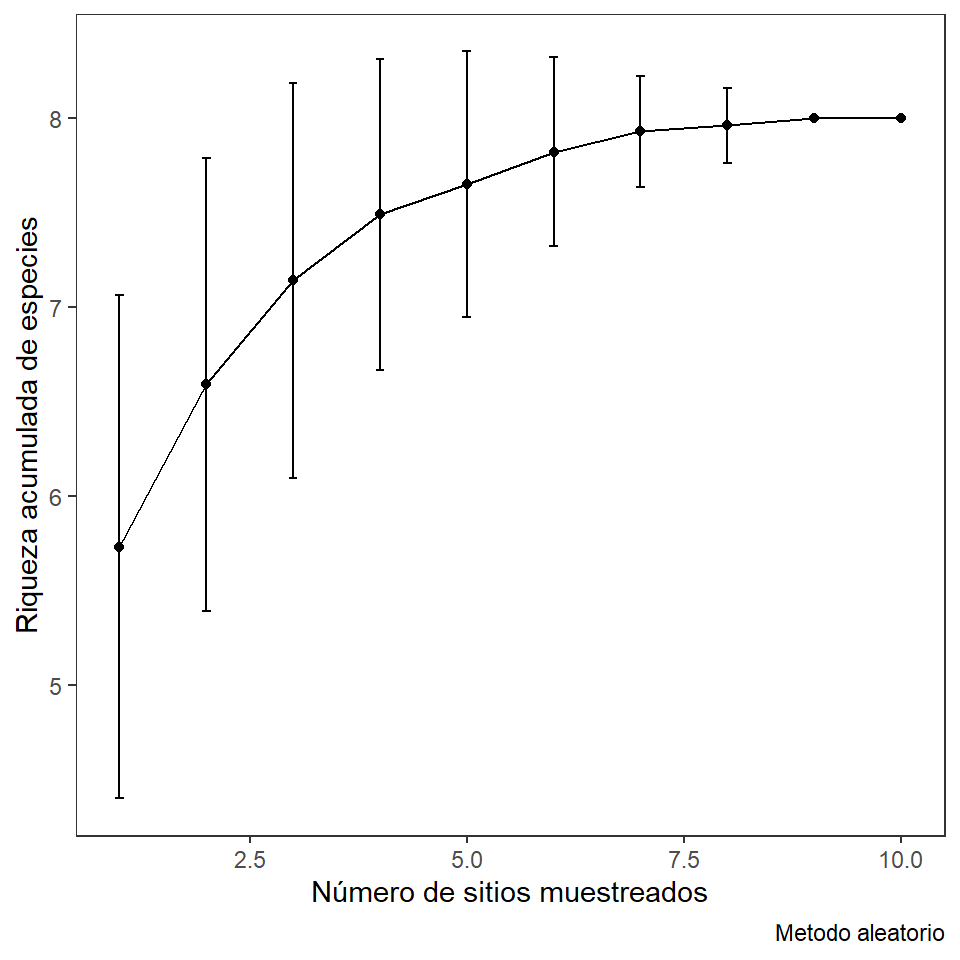 Riqueza acumulada de especies
8
7
6
5
2.5 5.0 7.5 10.0
Número de sitios muestreados
Metodo aleatorio